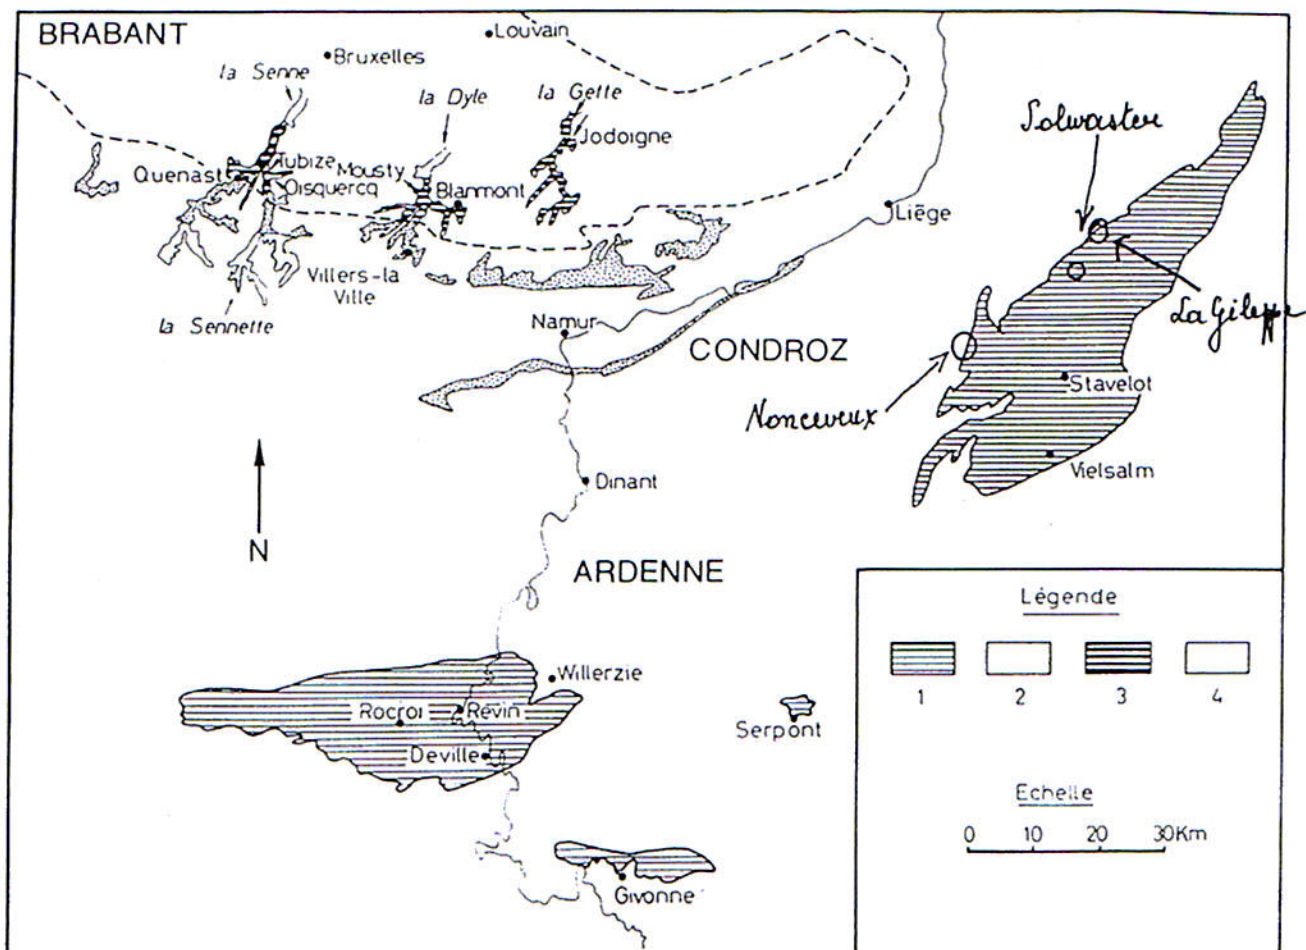 BRABANT
Louvain
Bruxelles
la Senne
la Dyle
la Gette
Solwaster
Jodoigne
Quenast
Tubize
Mousty
Oisquercq
Blanmont
Liège
Villers-la
Ville
la Sennette
Namur
La Gileppe
CONDROZ
Stavelot
Nonceveux
Vielsalm
Dinant
N
ARDENNE
Légende
1 2 3 4
Willerzie
Rocroi
Revin
Serpont
Deville
Echelle
0 10 20 30Km
Givonne